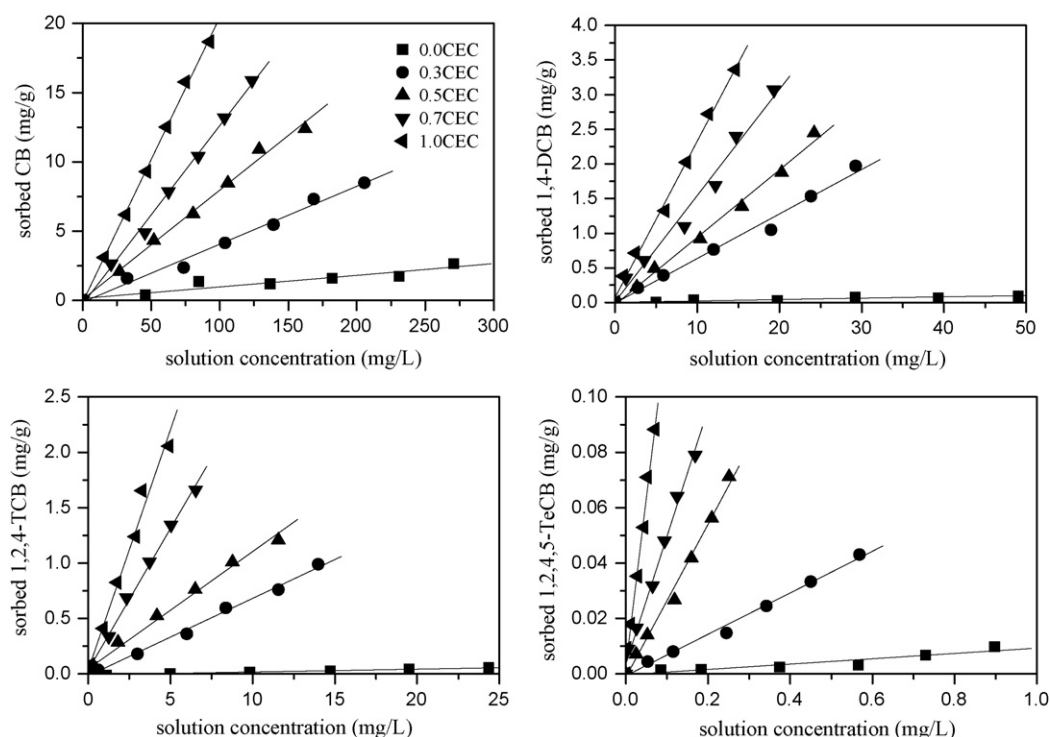 sorbed CB (mg/g)
20
15
10
5
0
0.0CEC
0.3CEC
0.5CEC
0.7CEC
1.0CEC
0 50 100 150 200 250 300
solution concentration (mg/L)
sorbed 1,4-DCB (mg/g)
4.0
3.5
3.0
2.5
2.0
1.5
1.0
0.5
0.0
0 10 20 30 40 50
solution concentration (mg/L)
sorbed 1,2,4-TCB (mg/g)
2.5
2.0
1.5
1.0
0.5
0.0
0 5 10 15 20 25
solution concentration (mg/L)
sorbed 1,2,4,5-TeCB (mg/g)
0.10
0.08
0.06
0.04
0.02
0.00
0.0 0.2 0.4 0.6 0.8 1.0
solution concentration (mg/L)